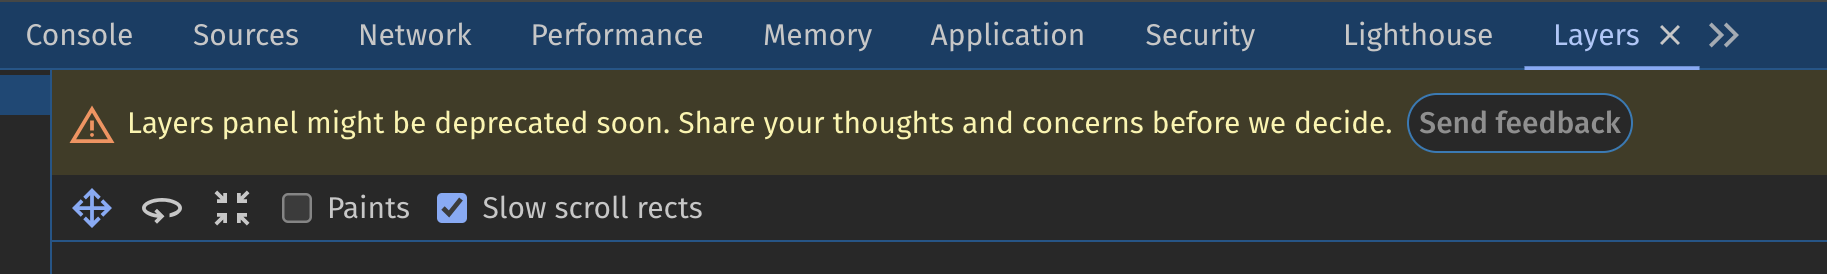 Console Sources Network Performance Memory Application Security Lighthouse Layers
Layers panel might be deprecated soon. Share your thoughts and concerns before we decide. Send feedback
Paints Slow scroll rects